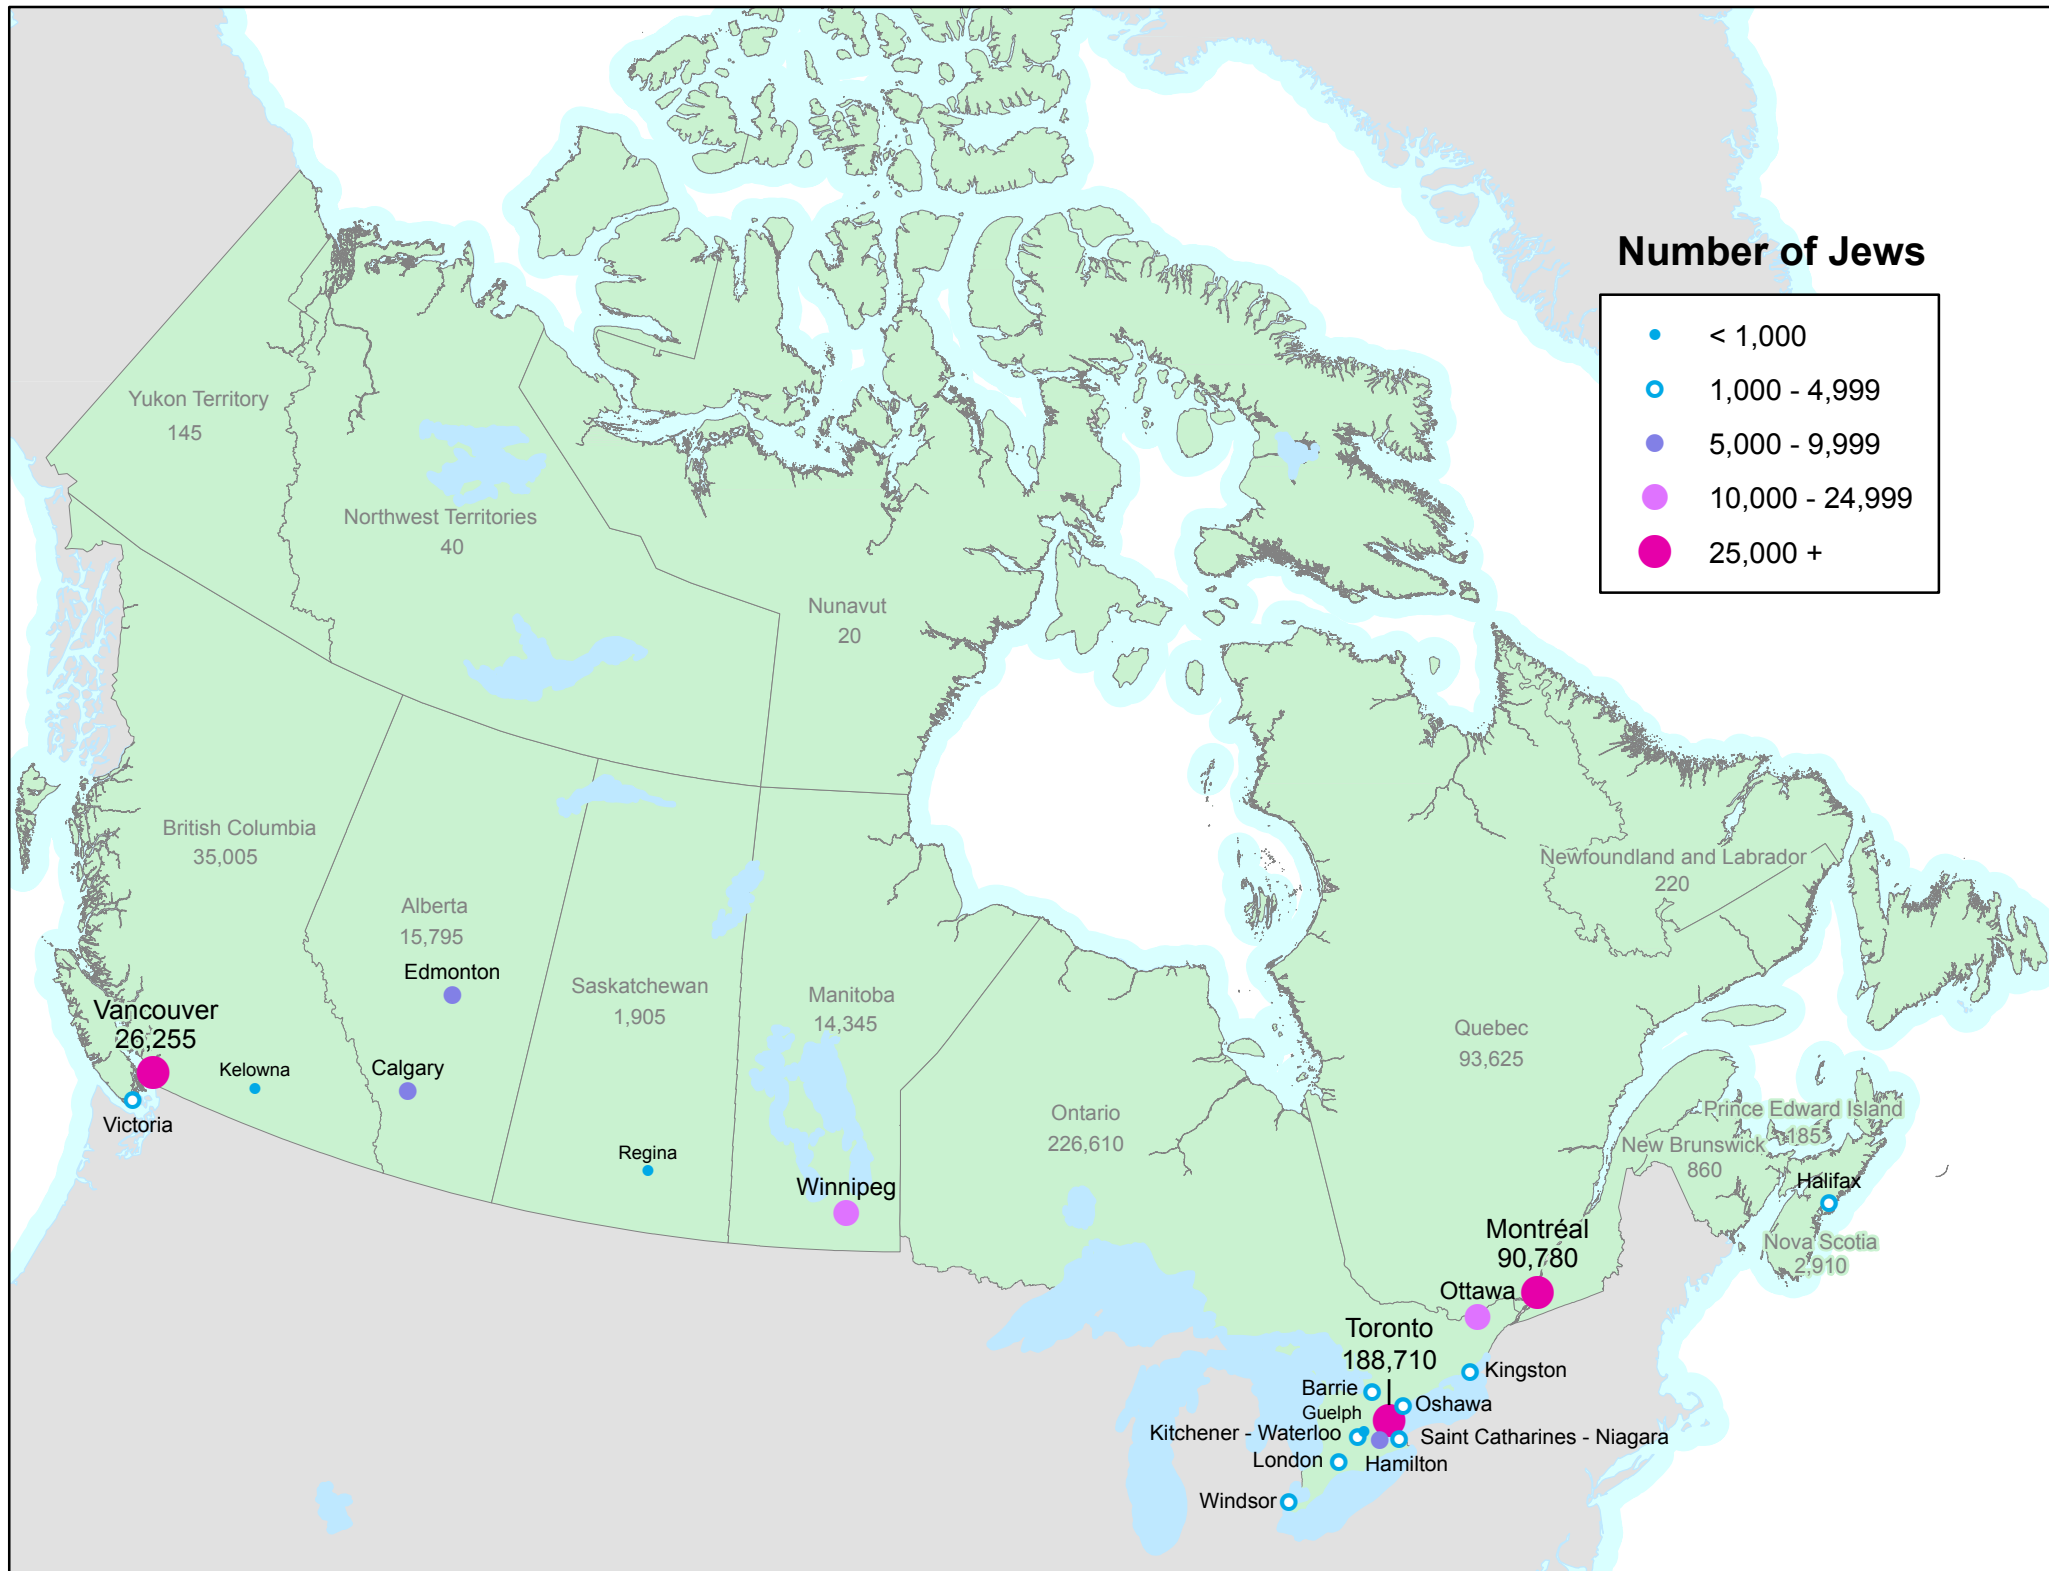 Number of Jews
< 1,000
1,000 - 4,999
5,000 - 9,999
10,000 - 24,999
25,000 +
Yukon Territory
145
Northwest Territories
40
Nunavut
20
British Columbia
35,005
Alberta
15,795
Edmonton
Calgary
Saskatchewan
1,905
Regina
Manitoba
14,345
Winnipeg
Vancouver
26,255
Kelowna
Victoria
Ontario
226,610
Quebec
93,625
Newfoundland and Labrador
220
Prince Edward Island
185
New Brunswick
860
Halifax
Nova Scotia
2,910
Montréal
90,780
Ottawa
Toronto
188,710
Kingston
Barrie
Oshawa
Guelph
Kitchener - Waterloo
Saint Catharines - Niagara
London
Hamilton
Windsor